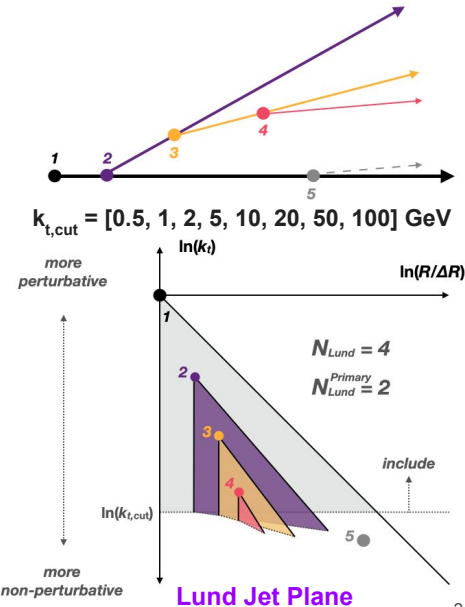 1
2
3
4
5
k_t,cut = [0.5, 1, 2, 5, 10, 20, 50, 100] GeV
ln(k_t)
more
perturbative
ln(R/ΔR)
1
N_Lund = 4
N_Lund^Primary = 2
2
3
4
include
ln(k_t,cut)
5
more
non-perturbative
Lund Jet Plane